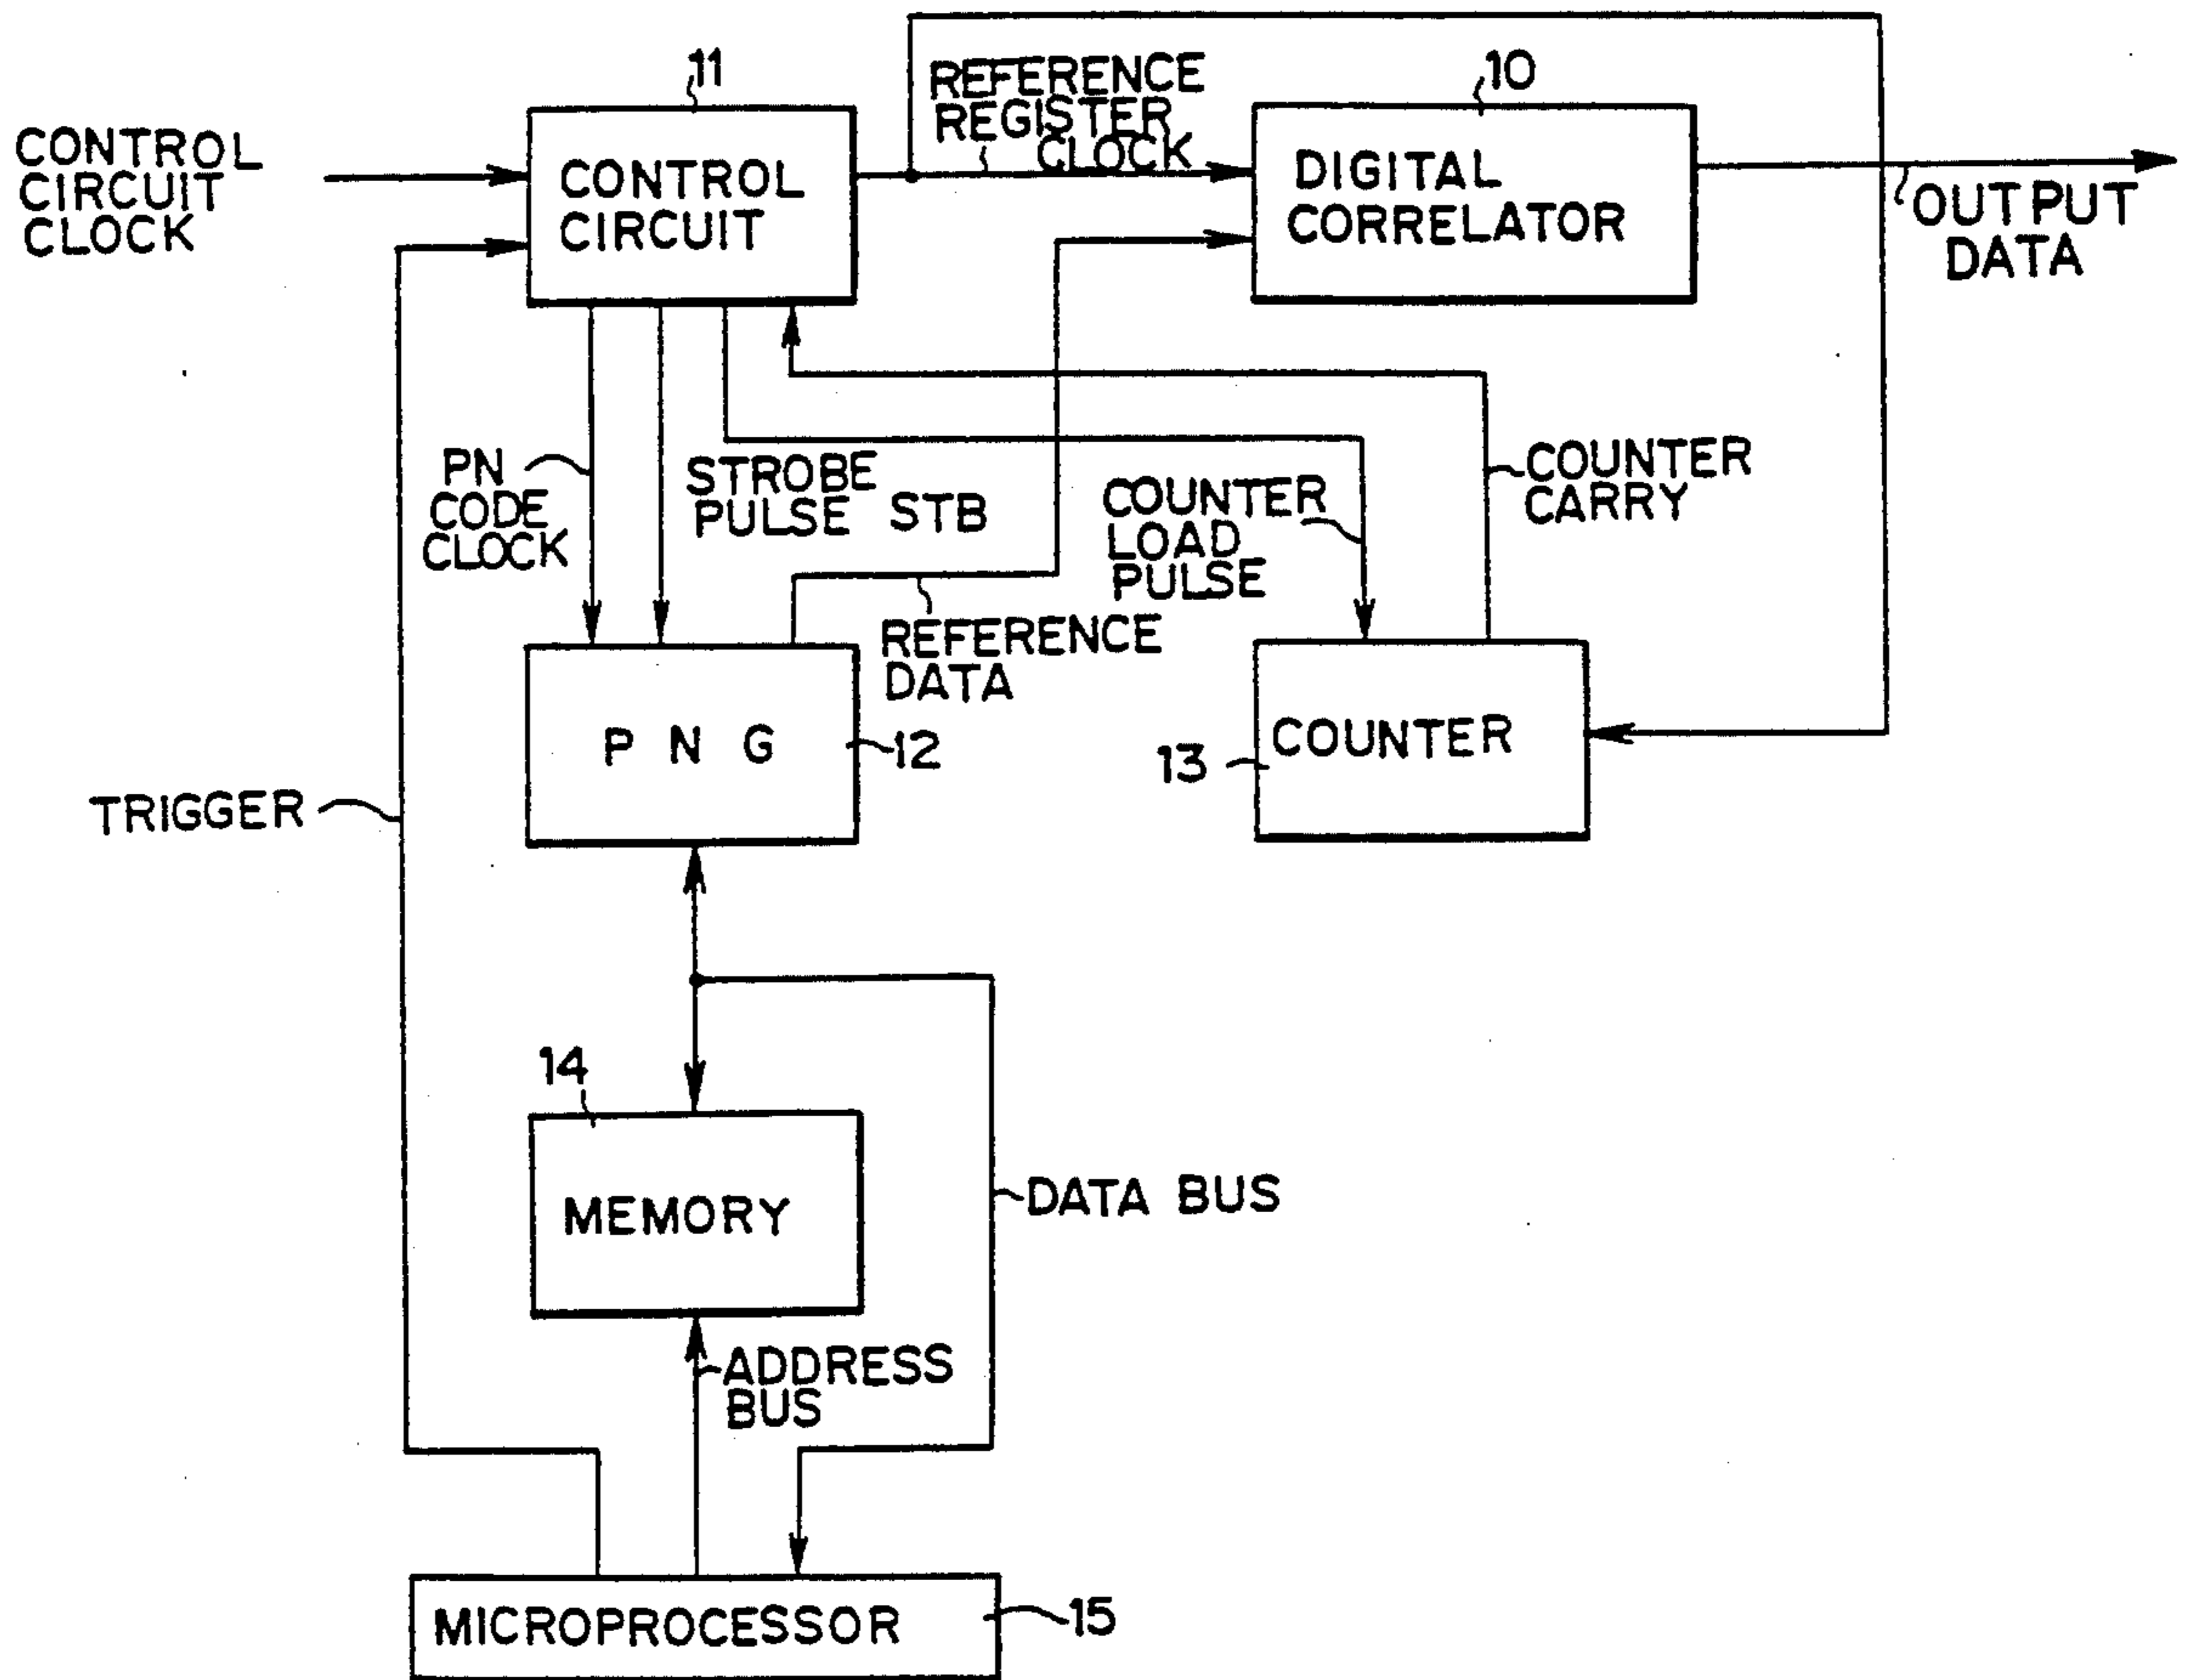 11
10
REFERENCE
REGISTER
CLOCK
CONTROL
CIRCUIT
CLOCK
CONTROL
CIRCUIT
DIGITAL
CORRELATOR
OUTPUT
DATA
PN
CODE
CLOCK
STROBE
PULSE STB
COUNTER
LOAD
PULSE
COUNTER
CARRY
REFERENCE
DATA
P N G
12
13
COUNTER
TRIGGER
14
MEMORY
DATA BUS
ADDRESS
BUS
MICROPROCESSOR
15